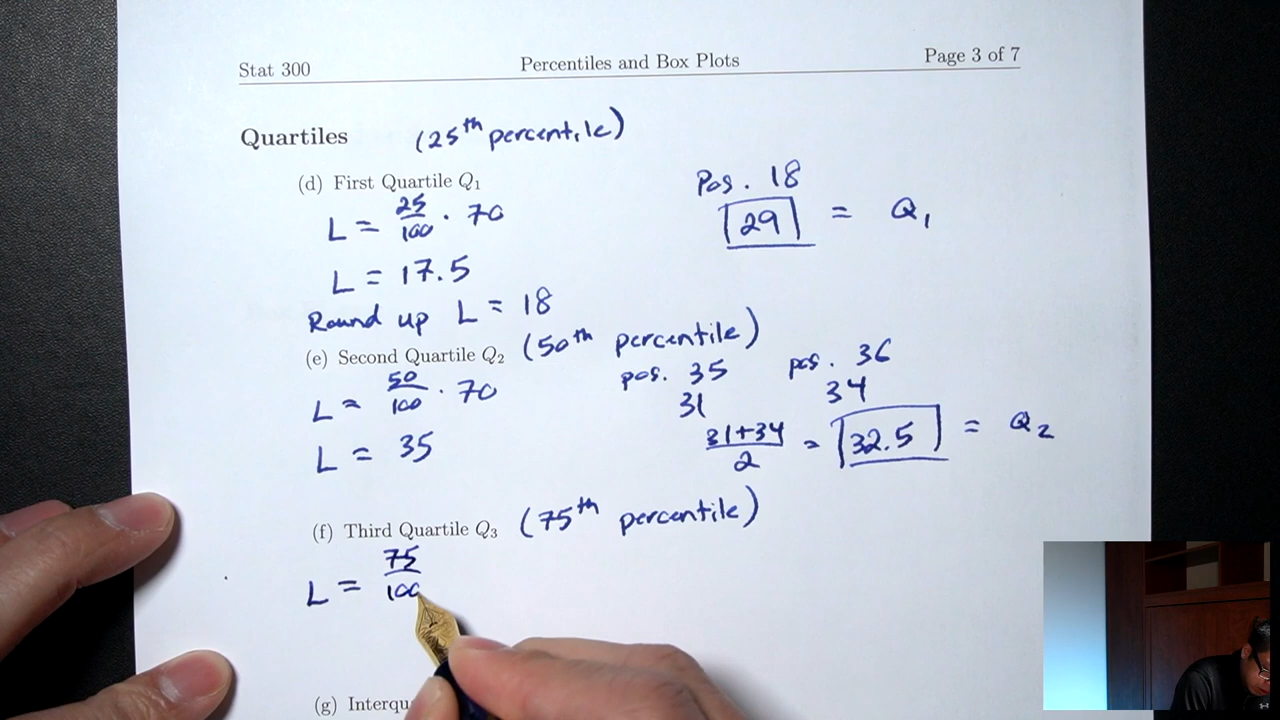 Stat 300 Percentiles and Box Plots Page 3 of 7
Quartiles (25th percentile)
(d) First Quartile Q1
L = 25/100 · 70
L = 17.5
Round up L = 18
Pos. 18
29 = Q1
(e) Second Quartile Q2 (50th percentile)
L = 50/100 · 70
L = 35
pos. 35 pos. 36
31 34
31+34/2 = 32.5 = Q2
(f) Third Quartile Q3 (75th percentile)
L = 75/100
(g) Interqu